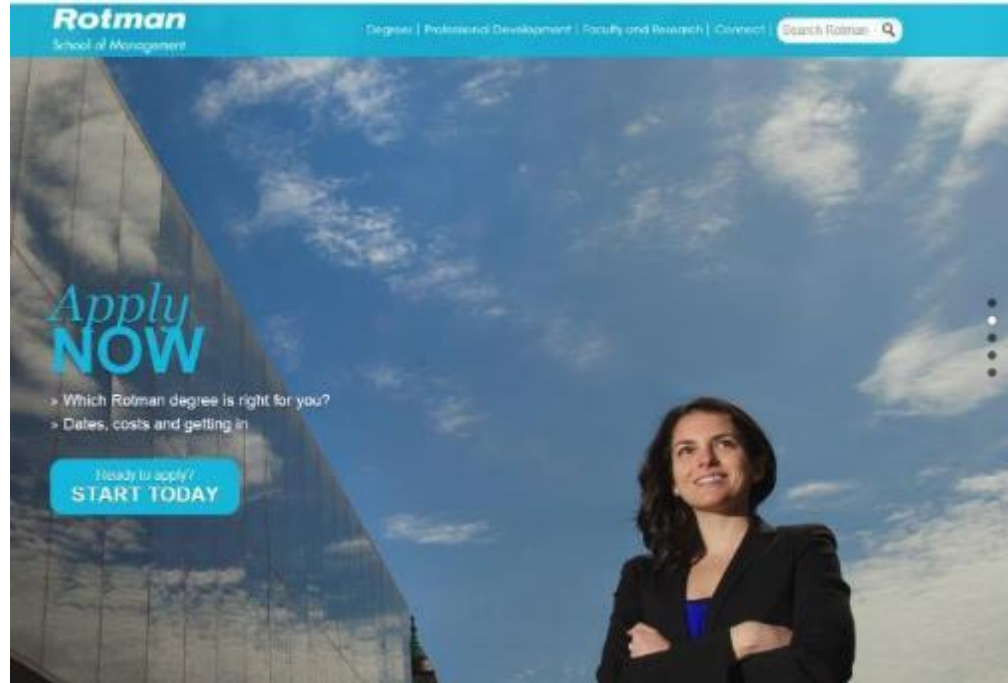 Rotman
School of Management
Degrees | Professional Development | Faculty and Research | Connect | Search Rotman
Apply
NOW
» Which Rotman degree is right for you?
» Dates, costs and getting in
Ready to apply?
START TODAY